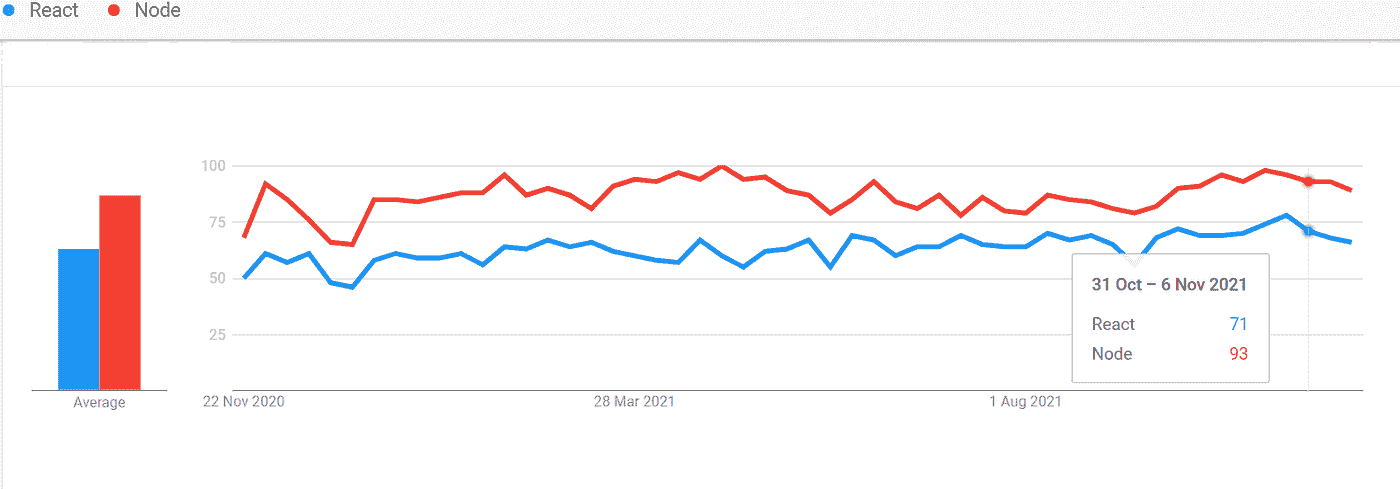 React Node
100
75
50
25
Average
22 Nov 2020 28 Mar 2021 1 Aug 2021
31 Oct – 6 Nov 2021
React 71
Node 93